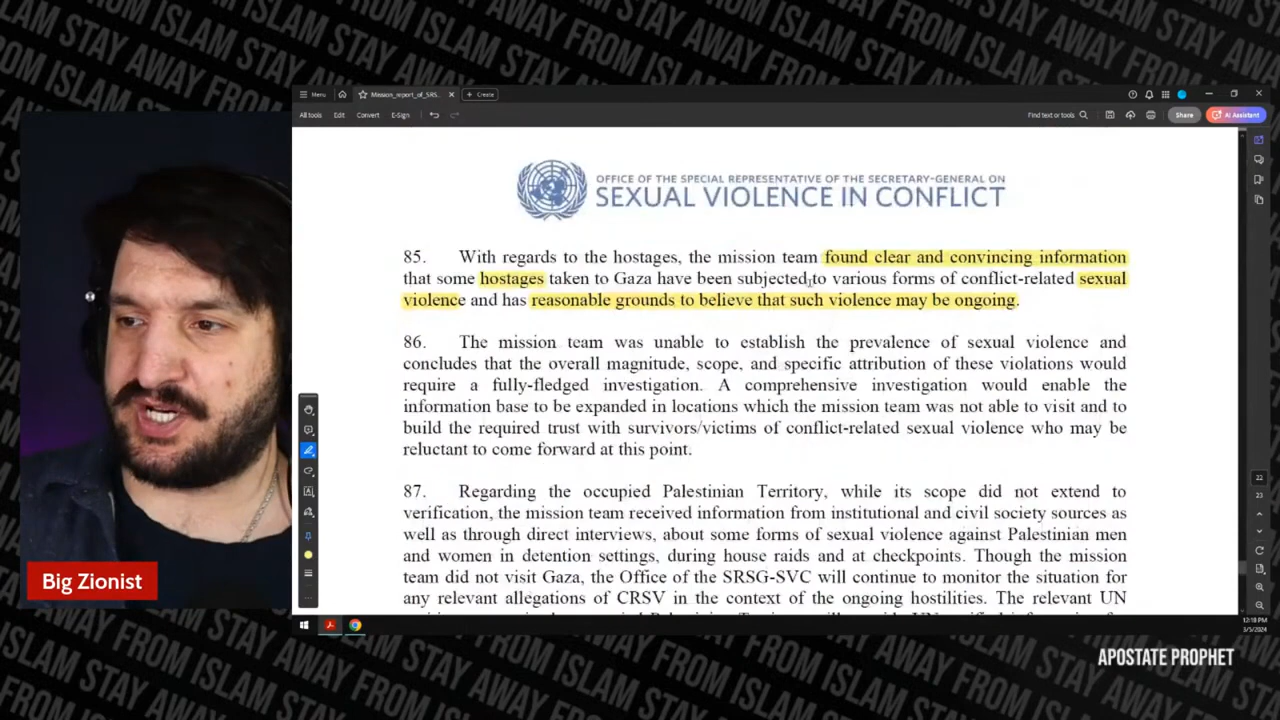 STAY AWAY FROM ISLAM
Menu
Mission_report_of_SRS...
Create
All tools
Edit
Convert
E-Sign
Find text or tools
Share
AI Assistant
OFFICE OF THE SPECIAL REPRESENTATIVE OF THE SECRETARY-GENERAL ON
SEXUAL VIOLENCE IN CONFLICT
85. With regards to the hostages, the mission team found clear and convincing information
that some hostages taken to Gaza have been subjected to various forms of conflict-related sexual
violence and has reasonable grounds to believe that such violence may be ongoing.
86. The mission team was unable to establish the prevalence of sexual violence and
concludes that the overall magnitude, scope, and specific attribution of these violations would
require a fully-fledged investigation. A comprehensive investigation would enable the
information base to be expanded in locations which the mission team was not able to visit and to
build the required trust with survivors/victims of conflict-related sexual violence who may be
reluctant to come forward at this point.
87. Regarding the occupied Palestinian Territory, while its scope did not extend to
verification, the mission team received information from institutional and civil society sources as
well as through direct interviews, about some forms of sexual violence against Palestinian men
and women in detention settings, during house raids and at checkpoints. Though the mission
team did not visit Gaza, the Office of the SRSG-SVC will continue to monitor the situation for
any relevant allegations of CRSV in the context of the ongoing hostilities. The relevant UN
22
23
12:18 PM
3/5/2024
Big Zionist
APOSTATE PROPHET